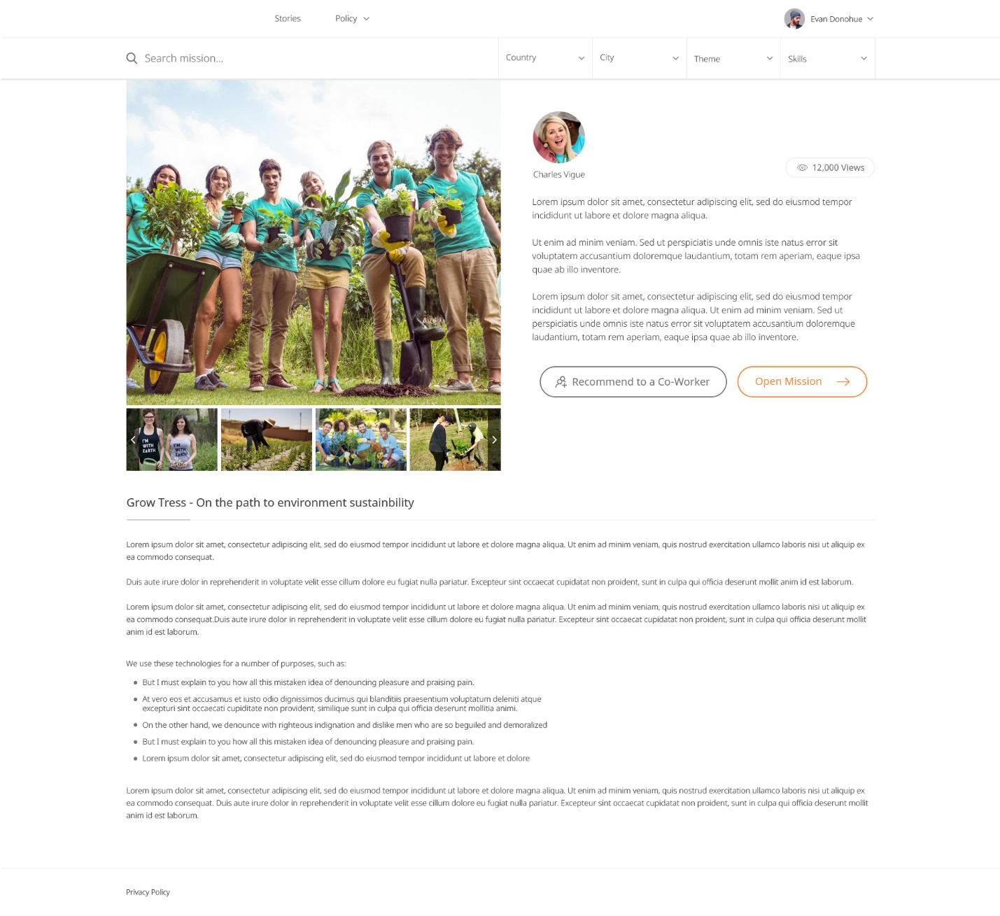 Stories
Policy
Evan Donohue
Search mission...
Country
City
Theme
Skills
Charles Vigue
12,000 Views
Lorem ipsum dolor sit amet, consectetur adipiscing elit, sed do eiusmod tempor
incididunt ut labore et dolore magna aliqua.
Ut enim ad minim veniam. Sed ut perspiciatis unde omnis iste natus error sit
voluptatem accusantium doloremque laudantium, totam rem aperiam, eaque ipsa
quae ab illo inventore.
Lorem ipsum dolor sit amet, consectetur adipiscing elit, sed do eiusmod tempor
incididunt ut labore et dolore magna aliqua. Ut enim ad minim veniam. Sed ut
perspiciatis unde omnis iste natus error sit voluptatem accusantium doloremque
laudantium, totam rem aperiam, eaque ipsa quae ab illo inventore.
Recommend to a Co-Worker
Open Mission
I'M
WITH
EARTH
I'M
WITH
EARTH
Grow Tress - On the path to environment sustainbility
Lorem ipsum dolor sit amet, consectetur adipiscing elit, sed do eiusmod tempor incididunt ut labore et dolore magna aliqua. Ut enim ad minim veniam, quis nostrud exercitation ullamco laboris nisi ut aliquip ex
ea commodo consequat.
Duis aute irure dolor in reprehenderit in voluptate velit esse cillum dolore eu fugiat nulla pariatur. Excepteur sint occaecat cupidatat non proident, sunt in culpa qui officia deserunt mollit anim id est laborum.
Lorem ipsum dolor sit amet, consectetur adipiscing elit, sed do eiusmod tempor incididunt ut labore et dolore magna aliqua. Ut enim ad minim veniam, quis nostrud exercitation ullamco laboris nisi ut aliquip ex
ea commodo consequat.Duis aute irure dolor in reprehenderit in voluptate velit esse cillum dolore eu fugiat nulla pariatur. Excepteur sint occaecat cupidatat non proident, sunt in culpa qui officia deserunt mollit
anim id est laborum.
We use these technologies for a number of purposes, such as:
But I must explain to you how all this mistaken idea of denouncing pleasure and praising pain.
At vero eos et accusamus et iusto odio dignissimos ducimus qui blanditiis praesentium voluptatum deleniti atque
excepturi sint occaecati cupiditate non provident, similique sunt in culpa qui officia deserunt mollitia animi.
On the other hand, we denounce with righteous indignation and dislike men who are so beguiled and demoralized
But I must explain to you how all this mistaken idea of denouncing pleasure and praising pain.
Lorem ipsum dolor sit amet, consectetur adipiscing elit, sed do eiusmod tempor incididunt ut labore et dolore
Lorem ipsum dolor sit amet, consectetur adipiscing elit, sed do eiusmod tempor incididunt ut labore et dolore magna aliqua. Ut enim ad minim veniam, quis nostrud exercitation ullamco laboris nisi ut aliquip ex
ea commodo consequat. Duis aute irure dolor in reprehenderit in voluptate velit esse cillum dolore eu fugiat nulla pariatur. Excepteur sint occaecat cupidatat non proident, sunt in culpa qui officia deserunt mollit
anim id est laborum.
Privacy Policy